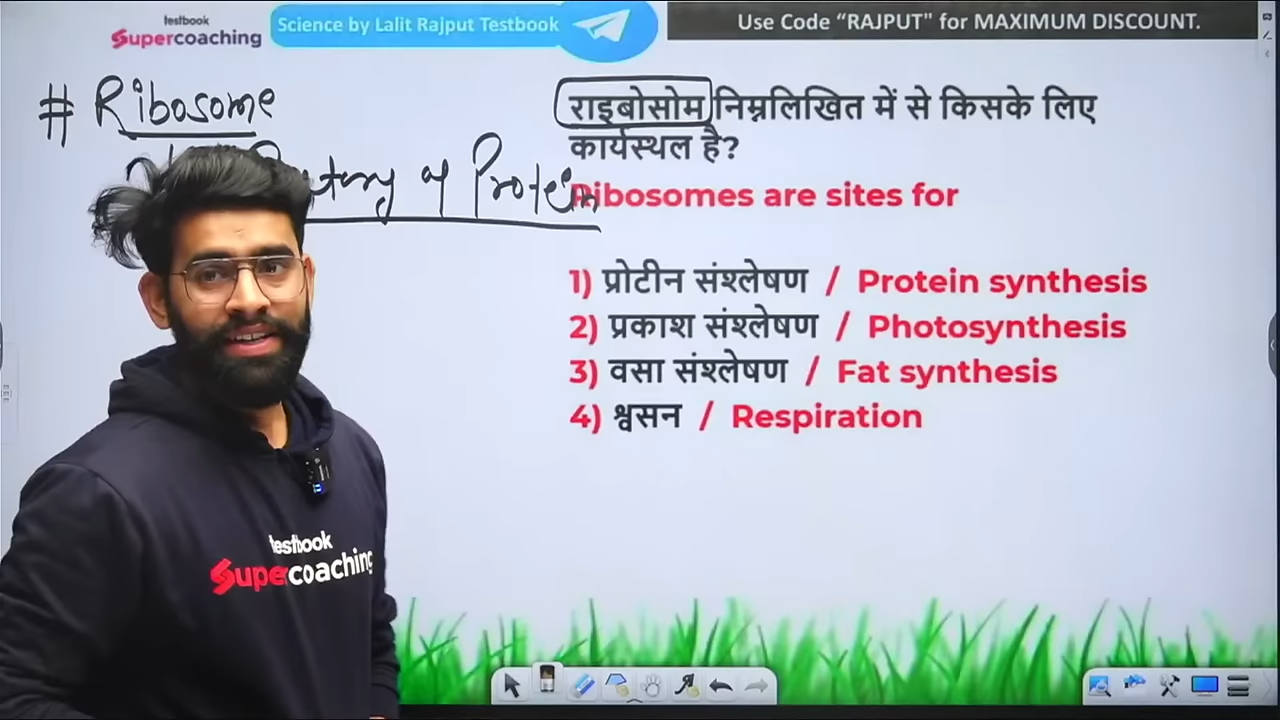 testbook
Supercoaching
Science by Lalit Rajput Testbook
Use Code “RAJPUT" for MAXIMUM DISCOUNT.
# Ribosome
of Protein
राइबोसोम निम्नलिखित में से किसके लिए
कार्यस्थल है?
Ribosomes are sites for
1) प्रोटीन संश्लेषण / Protein synthesis
2) प्रकाश संश्लेषण / Photosynthesis
3) वसा संश्लेषण / Fat synthesis
4) श्वसन / Respiration
testbook
Supercoaching